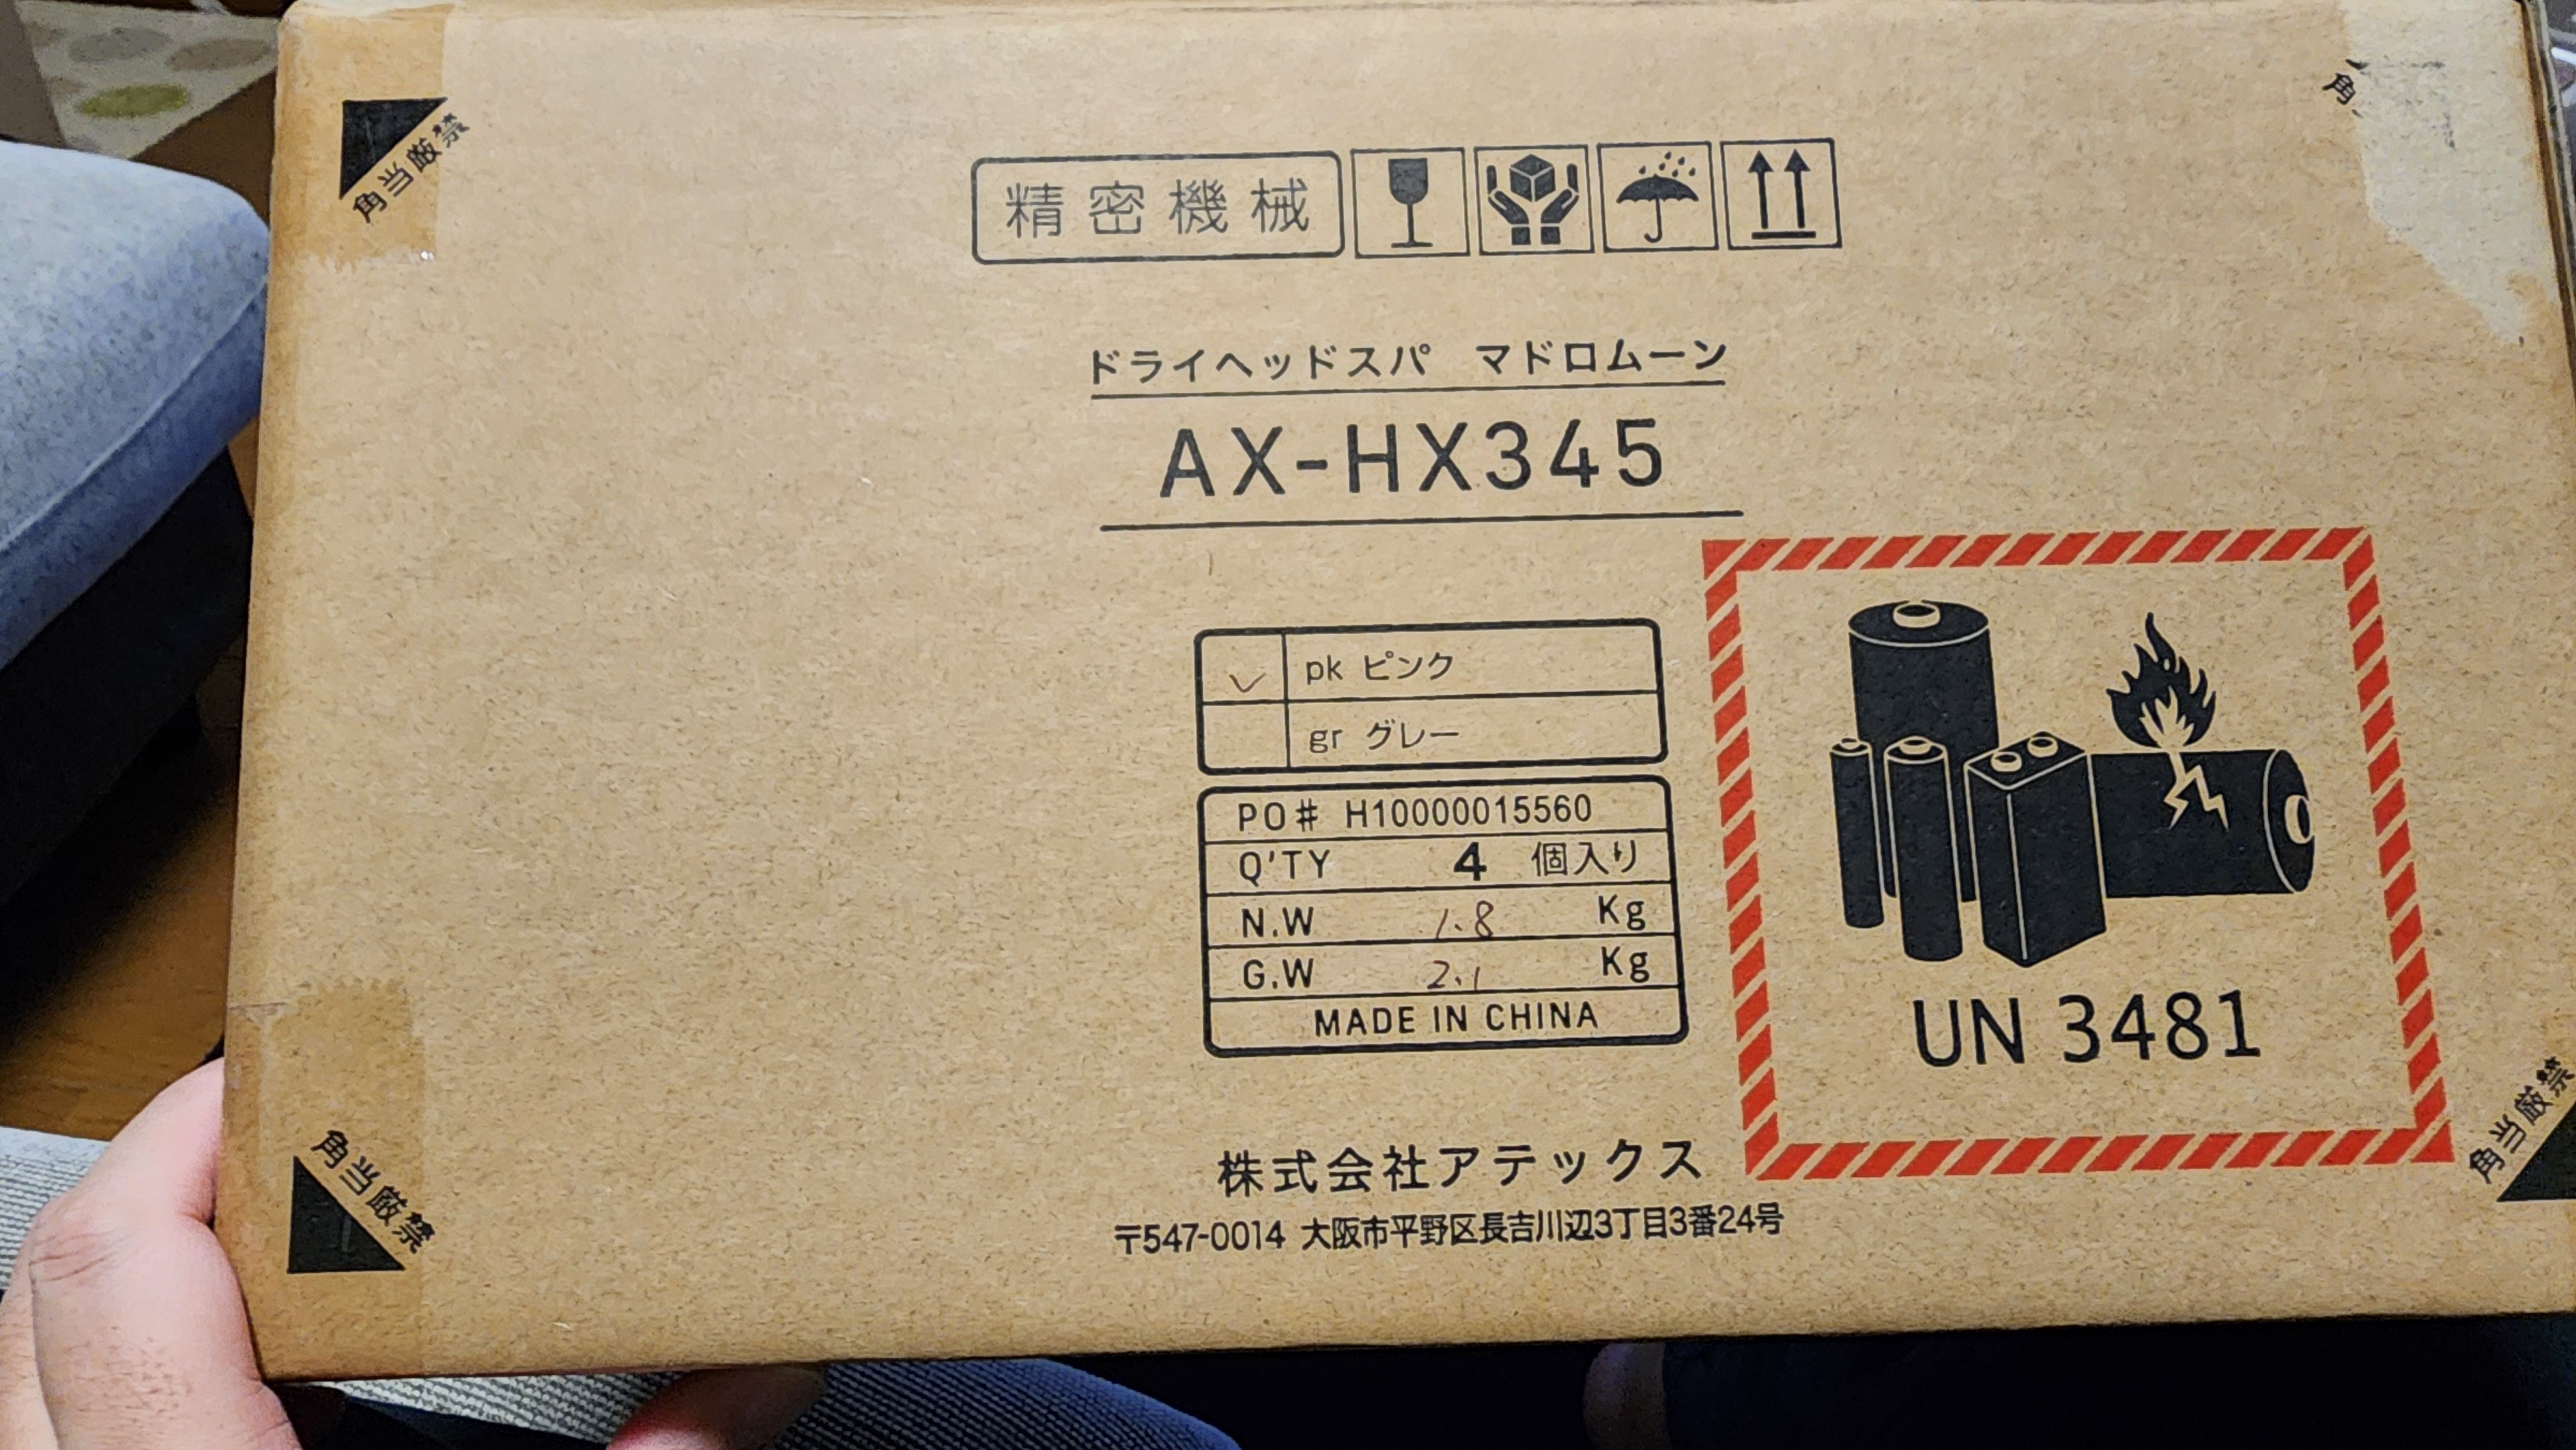 角当厳禁
角
精密機械
ドライヘッドスパ マドロムーン
AX-HX345
pk ピンク
gr グレー
PO# H10000015560
Q'TY 4 個入り
N.W 1.8 Kg
G.W 2.1 Kg
MADE IN CHINA
UN 3481
角当厳禁
角当厳禁
株式会社アテックス
〒547-0014 大阪市平野区長吉川辺3丁目3番24号